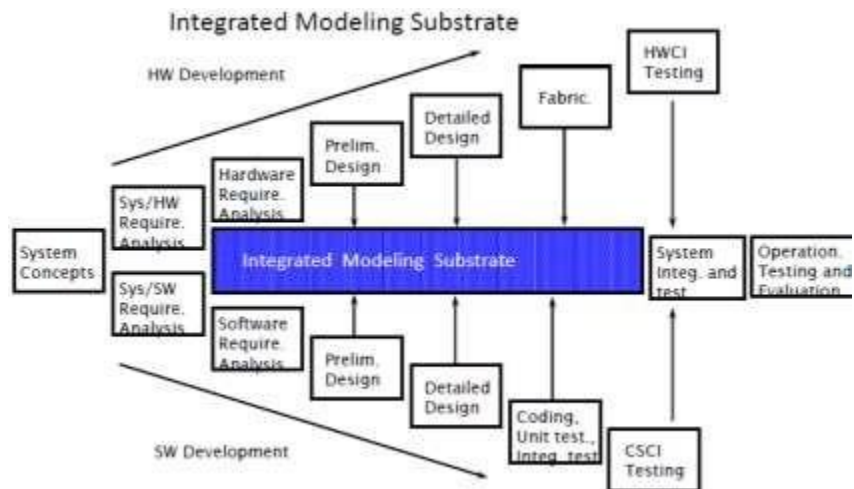 Integrated Modeling Substrate
HW Development
HWCI
Testing
Fabric.
Detailed
Design
Prelim.
Design
Hardware
Require.
Analysis
Sys/HW
Require.
Analysis
System
Concepts
Integrated Modeling Substrate
System
Integ. and
test
Operation.
Testing and
Evaluation
Sys/SW
Require.
Analysis
Software
Require.
Analysis
Prelim.
Design
Detailed
Design
Coding,
Unit test.,
Integ. test
CSCI
Testing
SW Development